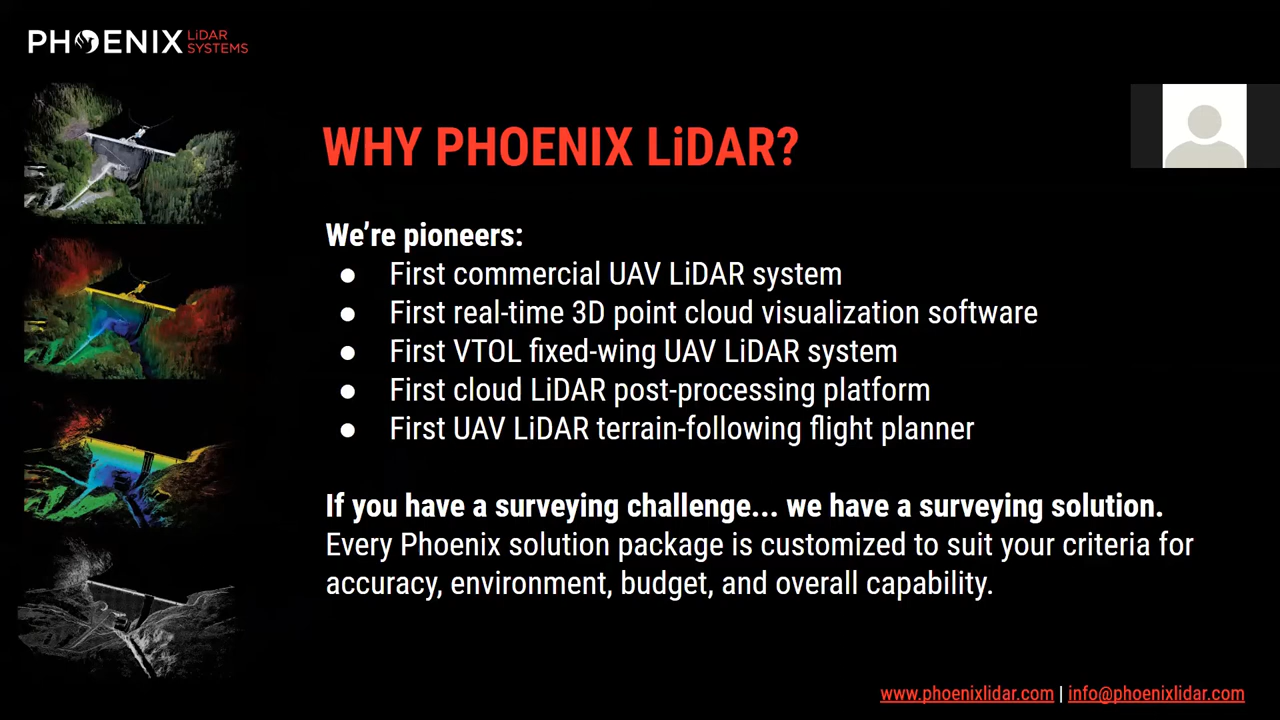 PHOENIX LiDAR
SYSTEMS
WHY PHOENIX LiDAR?
We’re pioneers:
● First commercial UAV LiDAR system
● First real-time 3D point cloud visualization software
● First VTOL fixed-wing UAV LiDAR system
● First cloud LiDAR post-processing platform
● First UAV LiDAR terrain-following flight planner
If you have a surveying challenge... we have a surveying solution.
Every Phoenix solution package is customized to suit your criteria for
accuracy, environment, budget, and overall capability.
www.phoenixlidar.com | info@phoenixlidar.com